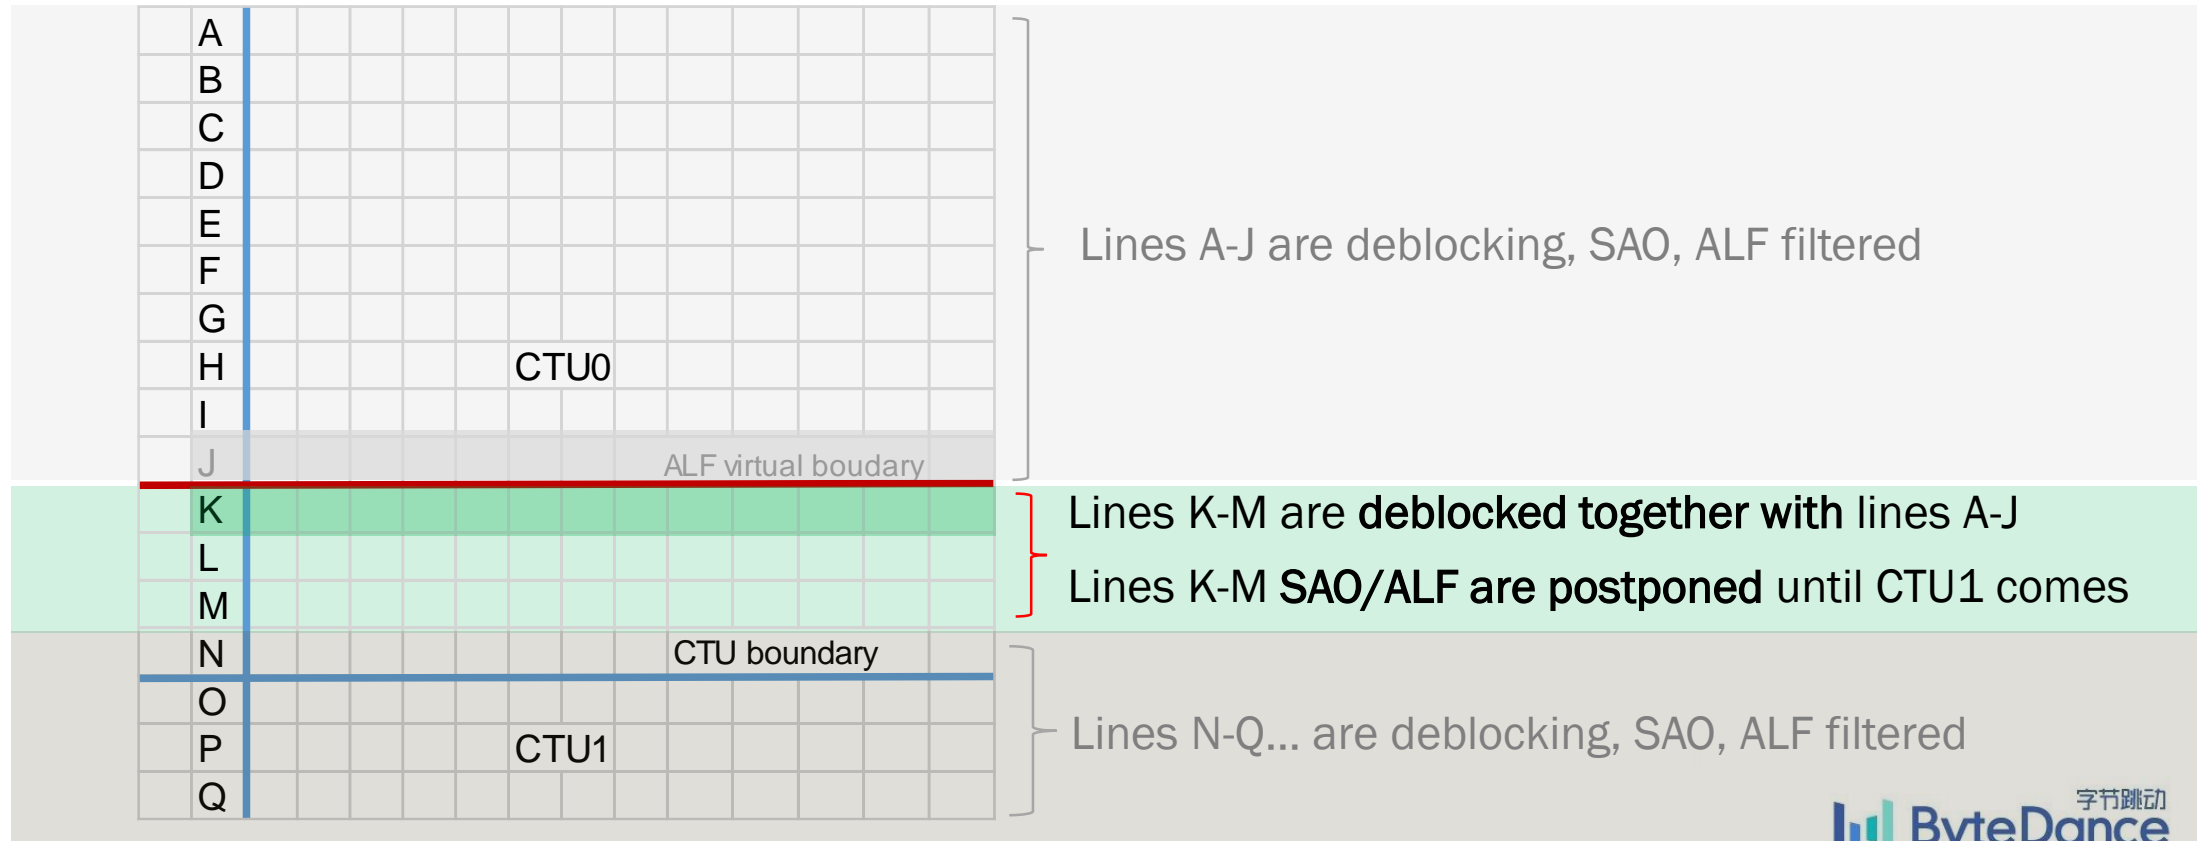 A
B
C
D
E
F
G
H
CTU0
I
J
ALF virtual boudary
K
L
M
N
CTU boundary
O
P
CTU1
Q
Lines A-J are deblocking, SAO, ALF filtered
Lines K-M are deblocked together with lines A-J
Lines K-M SAO/ALF are postponed until CTU1 comes
Lines N-Q... are deblocking, SAO, ALF filtered
字节跳动
ByteDance